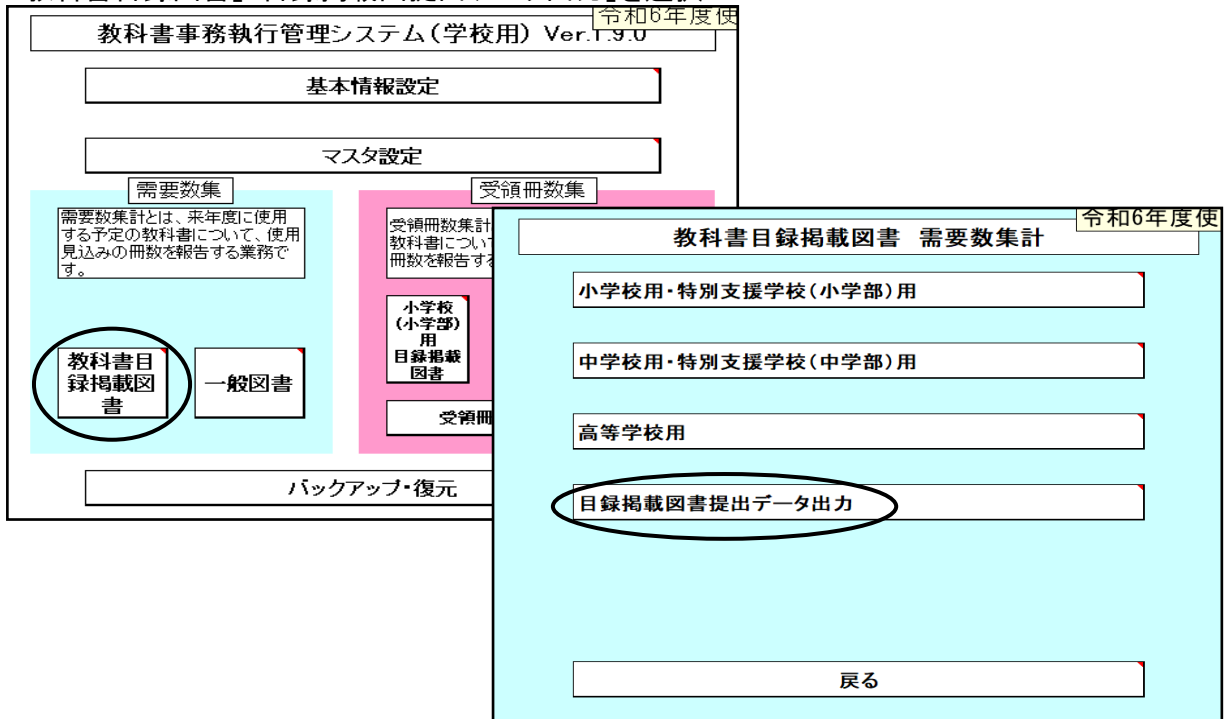 令和6年度使
教科書事務執行管理システム(学校用) Ver.1.9.0
基本情報設定
マスタ設定
需要数集
需要数集計とは、来年度に使用
する予定の教科書について、使用
見込みの冊数を報告する業務で
す。
教科書目
録掲載図
書
一般図書
受領冊数集
受領冊数集計
教科書につい
冊数を報告する
小学校
(小学部)
用
目録掲載
図書
受領冊
バックアップ・復元
令和6年度使
教科書目録掲載図書 需要数集計
小学校用・特別支援学校(小学部)用
中学校用・特別支援学校(中学部)用
高等学校用
目録掲載図書提出データ出力
戻る